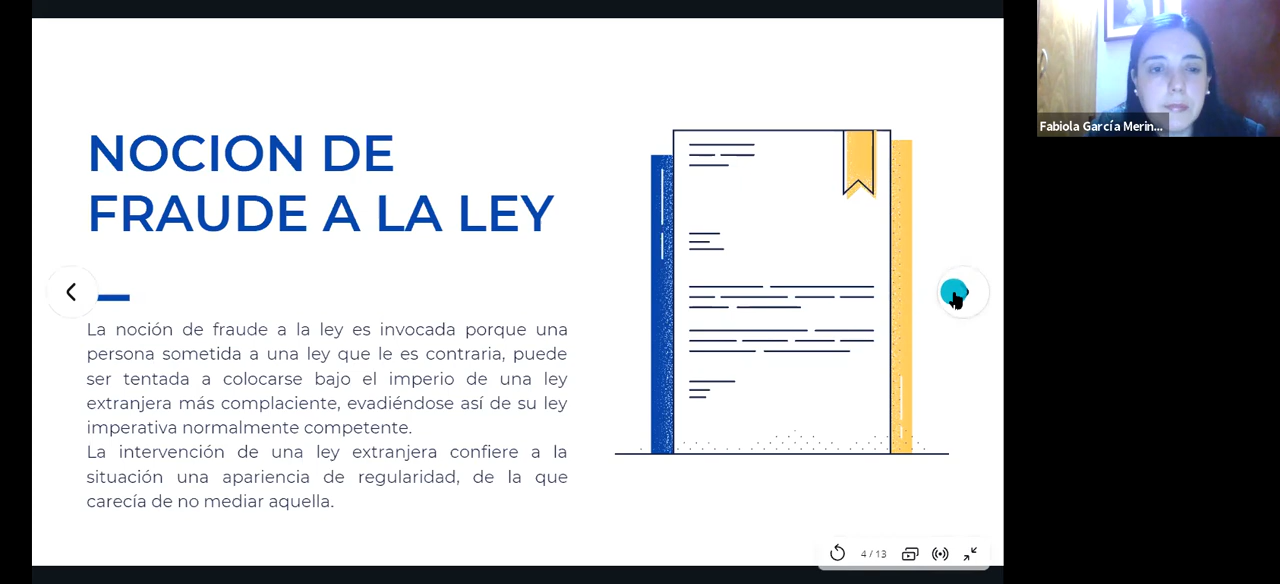 NOCION DE
FRAUDE A LA LEY
La noción de fraude a la ley es invocada porque una
persona sometida a una ley que le es contraria, puede
ser tentada a colocarse bajo el imperio de una ley
extranjera más complaciente, evadiéndose así de su ley
imperativa normalmente competente.
La intervención de una ley extranjera confiere a la
situación una apariencia de regularidad, de la que
carecía de no mediar aquella.
4 / 13
Fabiola García Merin...